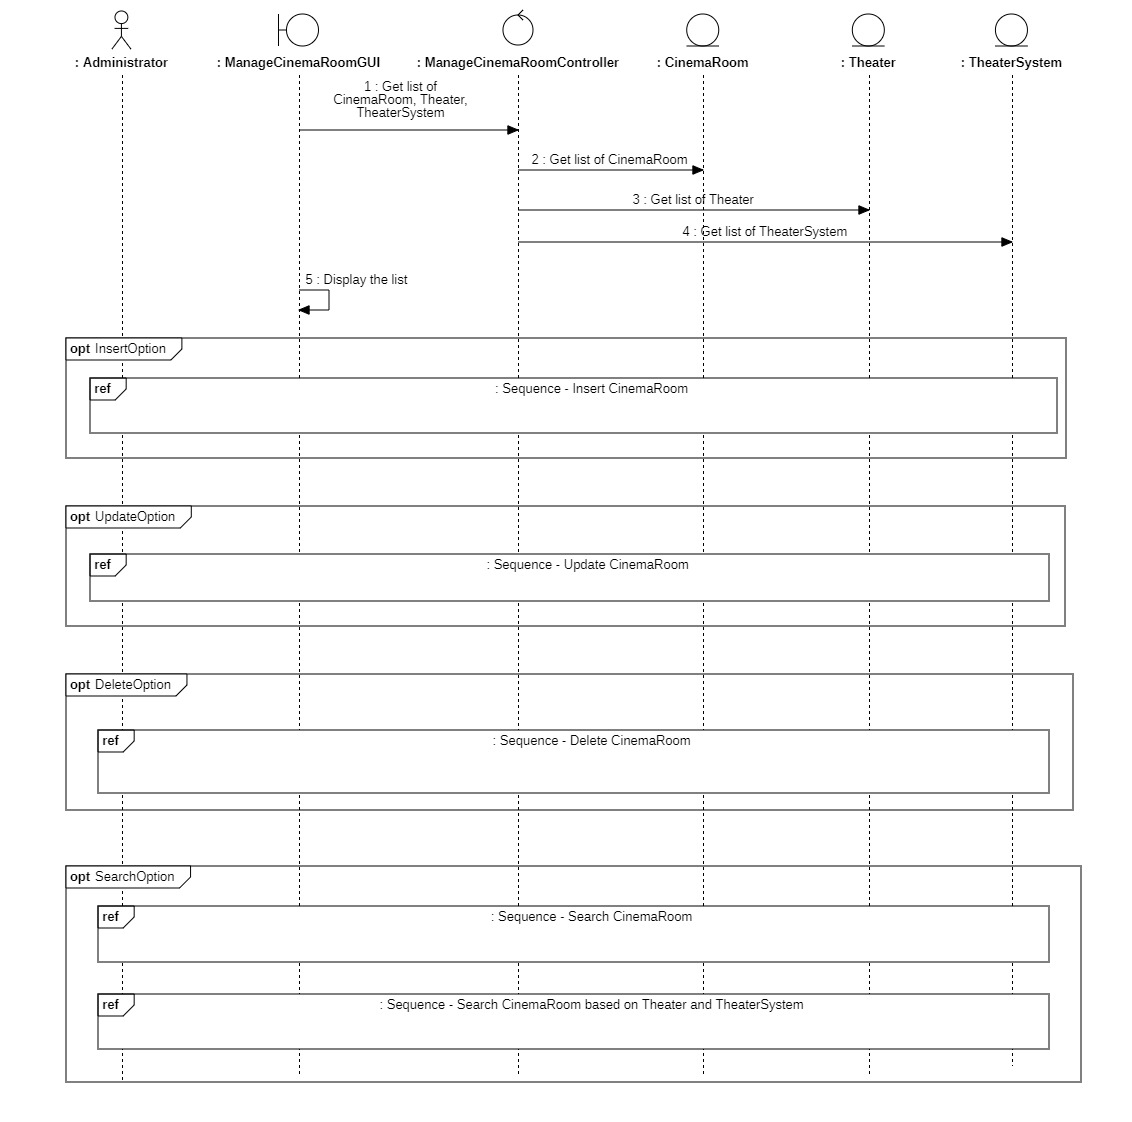 : Administrator
: ManageCinemaRoomGUI
: ManageCinemaRoomController
: CinemaRoom
: Theater
: TheaterSystem
1 : Get list of
CinemaRoom, Theater,
TheaterSystem
2 : Get list of CinemaRoom
3 : Get list of Theater
4 : Get list of TheaterSystem
5 : Display the list
opt InsertOption
ref
: Sequence - Insert CinemaRoom
opt UpdateOption
ref
: Sequence - Update CinemaRoom
opt DeleteOption
ref
: Sequence - Delete CinemaRoom
opt SearchOption
ref
: Sequence - Search CinemaRoom
ref
: Sequence - Search CinemaRoom based on Theater and TheaterSystem